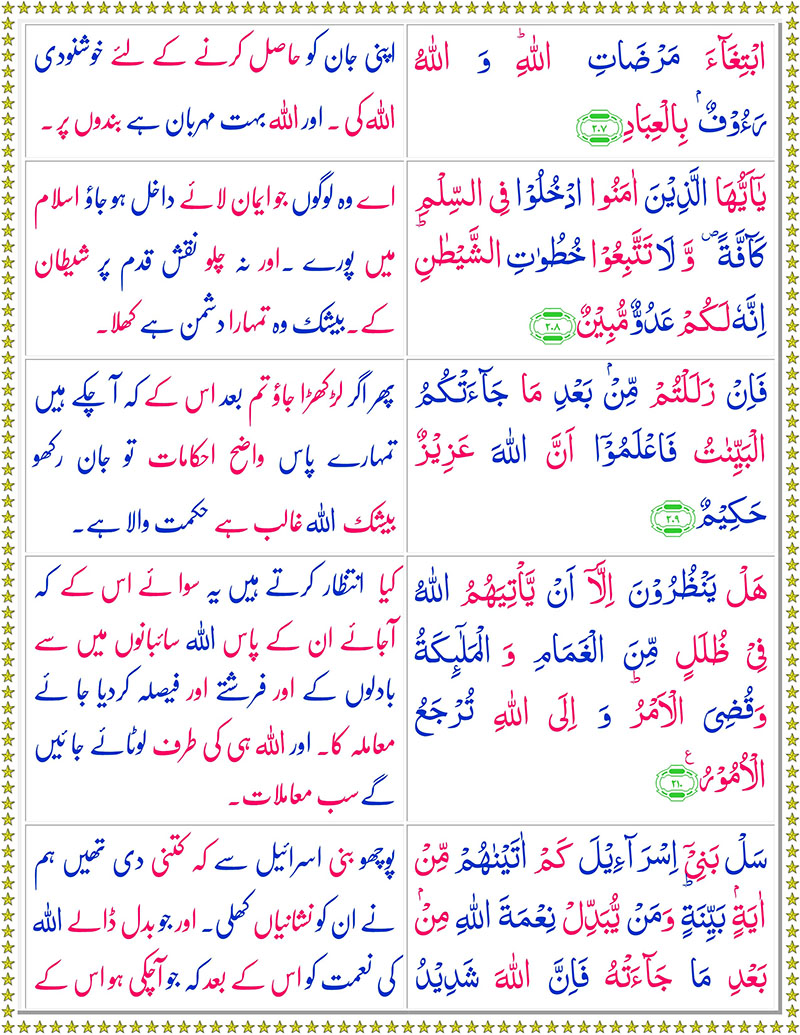 ابْتِغَآءَ مَرْضَاتِ اللّٰهِؕ وَ اللّٰهُ
رَءُوْفٌۢ بِالْعِبَادِ ۲۰۷
اپنی جان کو حاصل کرنے کے لئے خوشنودی
اللہ کی ۔ اور اللہ بہت مہربان ہے بندوں پر ۔
یٰۤاَیُّهَا الَّذِیْنَ اٰمَنُوا ادْخُلُوْا فِی السِّلْمِ
كَآفَّةً ۪ وَّ لَا تَتَّبِعُوْا خُطُوٰتِ الشَّیْطٰنِؕ
اِنَّهٗ لَكُمْ عَدُوٌّ مُّبِیْنٌ ۲۰۸
اے وہ لوگوں جو ایمان لائے داخل ہو جاؤ اسلام
میں پورے ۔ اور نہ چلو نقش قدم پر شیطان
کے ۔ بیشک وہ تمہارا دشمن ہے کھلا۔
فَاِنْ زَلَلْتُمْ مِّنْۢ بَعْدِ مَا جَآءَتْكُمُ
الْبَیِّنٰتُ فَاعْلَمُوْۤا اَنَّ اللّٰهَ عَزِیْزٌ
حَكِیْمٌ ۲۰۹
پھر اگر لڑکھڑا جاؤ تم بعد اس کے کہ آ چکے ہیں
تمہارے پاس واضح احکامات تو جان رکھو
بیشک اللہ غالب ہے حکمت والا ہے۔
هَلْ یَنْظُرُوْنَ اِلَّاۤ اَنْ یَّاْتِیَهُمُ اللّٰهُ
فِیْ ظُلَلٍ مِّنَ الْغَمَامِ وَ الْمَلٰٓىِٕكَةُ
وَ قُضِیَ الْاَمْرُؕ وَ اِلَی اللّٰهِ تُرْجَعُ
الْاُمُوْرُ ۠ ع ۲۱۰
کیا انتظار کرتے ہیں یہ سوائے اس کے کہ
آجائے ان کے پاس اللہ سائبانوں میں سے
بادلوں کے اور فرشتے اور فیصلہ کردیا جائے
معاملہ کا۔ اور اللہ ہی کی طرف لوٹائے جائیں
گے سب معاملات۔
سَلْ بَنِیْۤ اِسْرَآءِیْلَ كَمْ اٰتَیْنٰهُمْ مِّنْ
اٰیَةٍۭ بَیِّنَةٍؕ وَ مَنْ یُّبَدِّلْ نِعْمَةَ اللّٰهِ مِنْۢ
بَعْدِ مَا جَآءَتْهُ فَاِنَّ اللّٰهَ شَدِیْدُ
پوچھو بنی اسرائیل سے کہ کتنی دی تھیں ہم
نے ان کو نشانیاں کھلی۔ اور جو بدل ڈالے اللہ
کی نعمت کو اس کے بعد کہ جو آچکی ہو اس کے